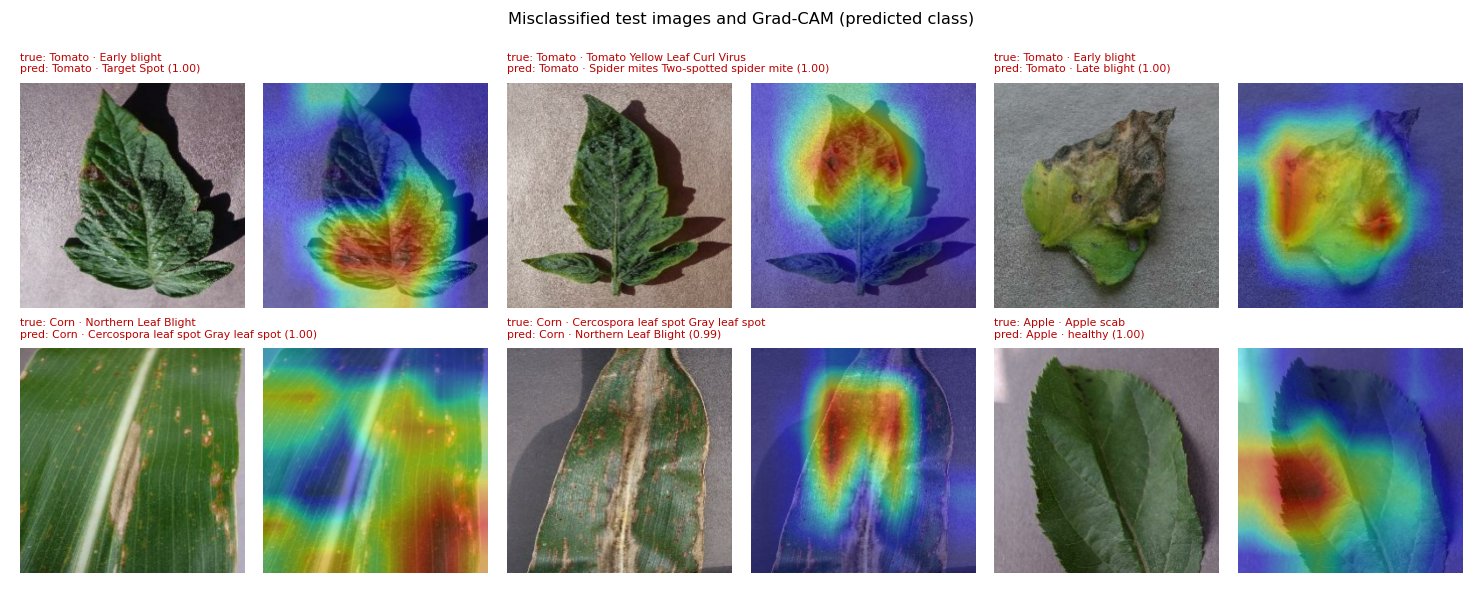 Misclassified test images and Grad-CAM (predicted class)
true: Tomato · Early blight
pred: Tomato · Target Spot (1.00)
true: Tomato · Tomato Yellow Leaf Curl Virus
pred: Tomato · Spider mites Two-spotted spider mite (1.00)
true: Tomato · Early blight
pred: Tomato · Late blight (1.00)
true: Corn · Northern Leaf Blight
pred: Corn · Cercospora leaf spot Gray leaf spot (1.00)
true: Corn · Cercospora leaf spot Gray leaf spot
pred: Corn · Northern Leaf Blight (0.99)
true: Apple · Apple scab
pred: Apple · healthy (1.00)